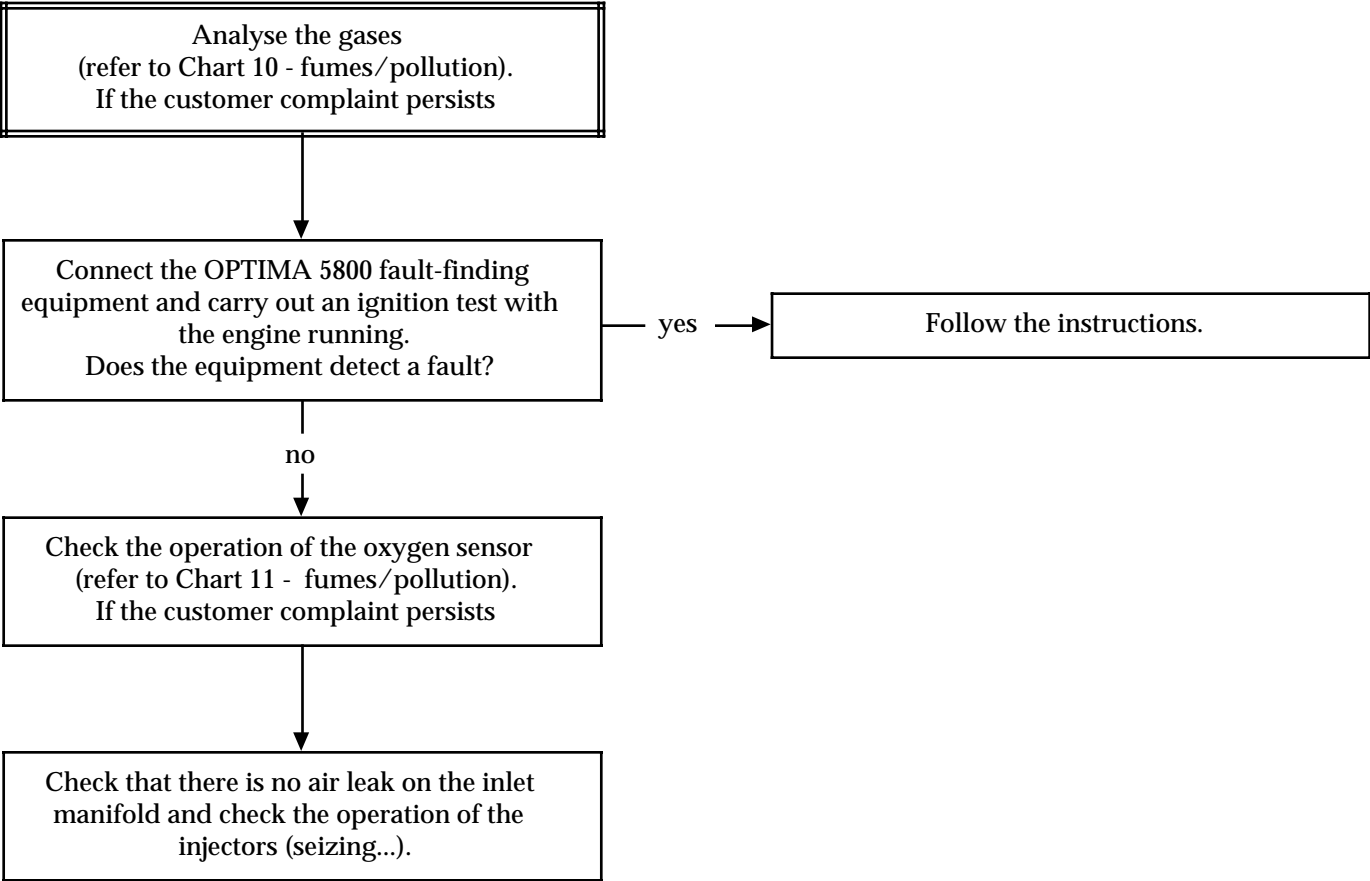 Analyse the gases
(refer to Chart 10 - fumes/pollution).
If the customer complaint persists
Connect the OPTIMA 5800 fault-finding
equipment and carry out an ignition test with
the engine running.
Does the equipment detect a fault?
yes
Follow the instructions.
no
Check the operation of the oxygen sensor
(refer to Chart 11 - fumes/pollution).
If the customer complaint persists
Check that there is no air leak on the inlet
manifold and check the operation of the
injectors (seizing...).